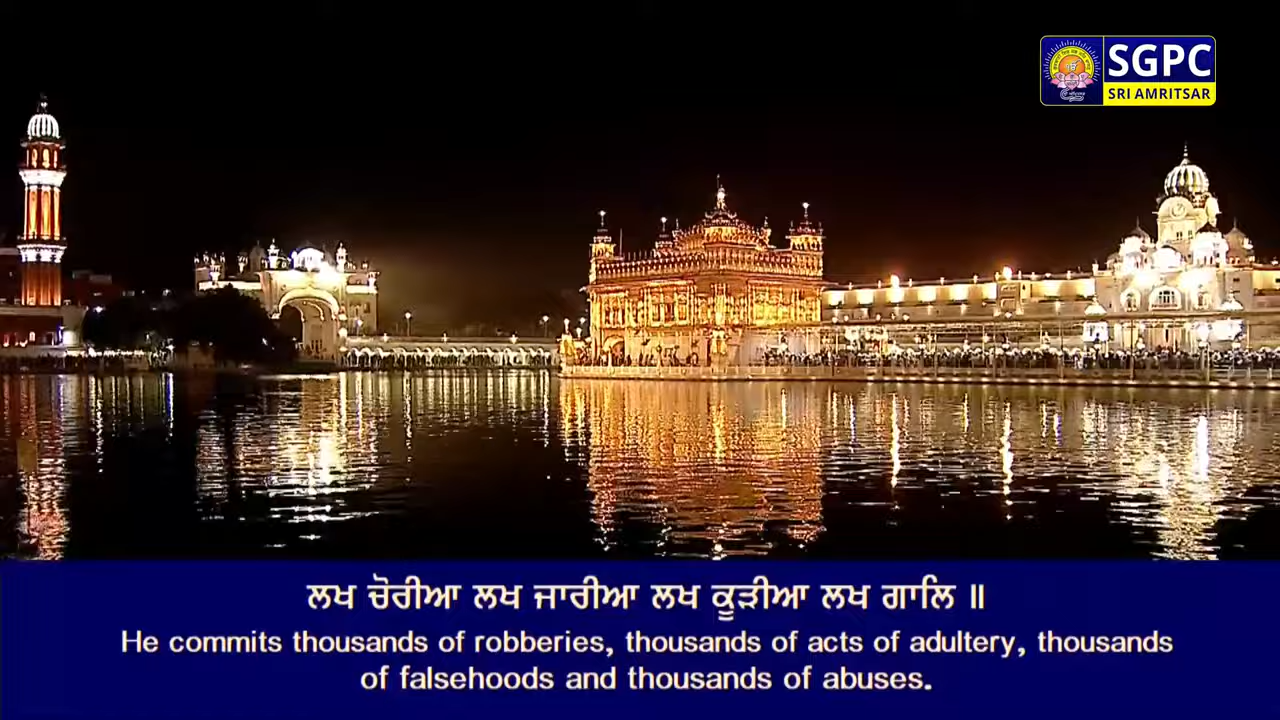 SGPC
SRI AMRITSAR
ਲਖ ਚੋਰੀਆ ਲਖ ਜਾਰੀਆ ਲਖ ਕੂੜੀਆ ਲਖ ਗਾਲਿ ॥
He commits thousands of robberies, thousands of acts of adultery, thousands
of falsehoods and thousands of abuses.